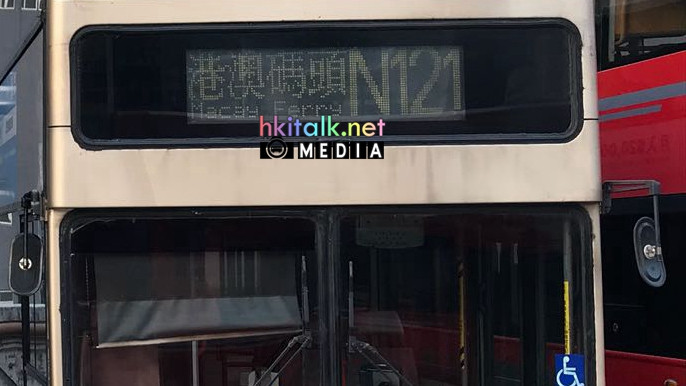 港澳碼頭 N121
Macau Ferry
hkitalk.net
MEDIA